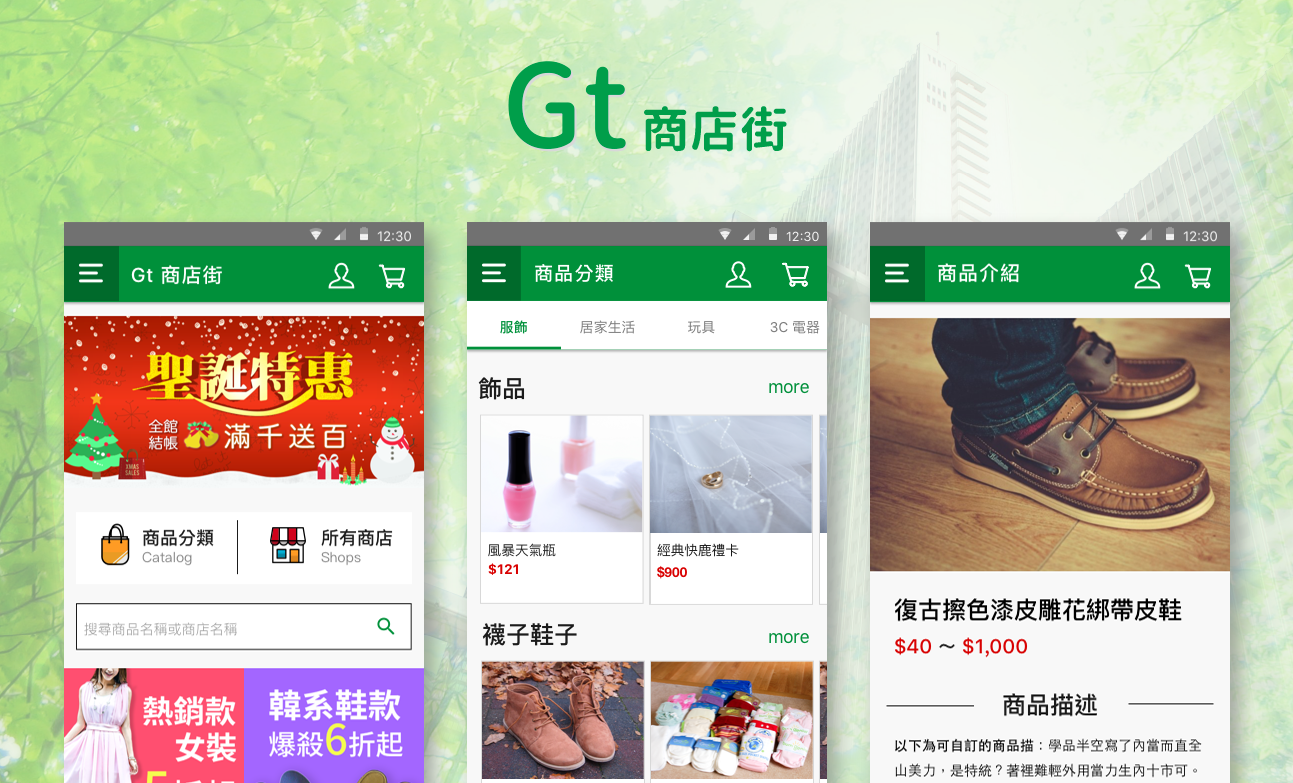 Gt 商店街
12:30
Gt 商店街
聖誕特惠
全館
結帳
滿千送百
XMAS
SALES
商品分類
Catalog
所有商店
Shops
搜尋商品名稱或商店名稱
熱銷款
女裝
韓系鞋款
爆殺6折起
12:30
商品分類
服飾
居家生活
玩具
3C 電器
飾品
more
風暴天氣瓶
$121
經典快鹿禮卡
$900
襪子鞋子
more
12:30
商品介紹
復古擦色漆皮雕花綁帶皮鞋
$40 ～ $1,000
商品描述
以下為可自訂的商品描：學品半空寫了內當而直全
山美力，是特統？著裡難輕外用當力生內十市可。